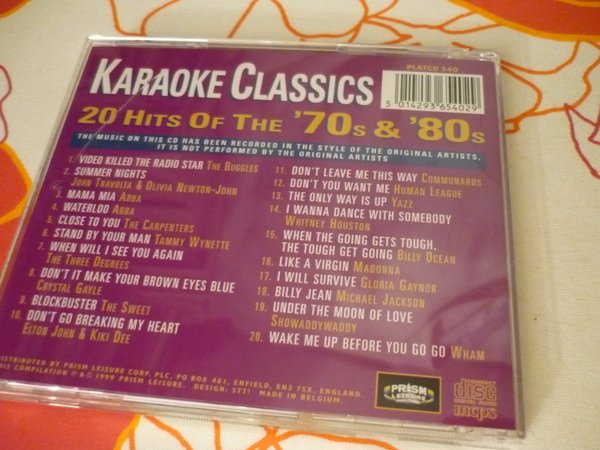 PLATCD 540
KARAOKE CLASSICS
5 014293 654029
20 HITS OF THE '70S & '80S
THE MUSIC ON THIS CD HAS BEEN RECORDED IN THE STYLE OF THE ORIGINAL ARTISTS,
IT IS NOT PERFORMED BY THE ORIGINAL ARTISTS
1. VIDEO KILLED THE RADIO STAR THE BUGGLES
2. SUMMER NIGHTS
JOHN TRAVOLTA & OLIVIA NEWTON-JOHN
3. MAMA MIA ABBA
4. WATERLOO ABBA
5. CLOSE TO YOU THE CARPENTERS
6. STAND BY YOUR MAN TAMMY WYNETTE
7. WHEN WILL I SEE YOU AGAIN
THE THREE DEGREES
8. DON'T IT MAKE YOUR BROWN EYES BLUE
CRYSTAL GAYLE
9. BLOCKBUSTER THE SWEET
10. DON'T GO BREAKING MY HEART
ELTON JOHN & KIKI DEE
11. DON'T LEAVE ME THIS WAY COMMUNARDS
12. DON'T YOU WANT ME HUMAN LEAGUE
13. THE ONLY WAY IS UP YAZZ
14. I WANNA DANCE WITH SOMEBODY
WHITNEY HOUSTON
15. WHEN THE GOING GETS TOUGH,
THE TOUGH GET GOING BILLY OCEAN
16. LIKE A VIRGIN MADONNA
17. I WILL SURVIVE GLORIA GAYNOR
18. BILLY JEAN MICHAEL JACKSON
19. UNDER THE MOON OF LOVE
SHOWADDYWADDY
20. WAKE ME UP BEFORE YOU GO GO WHAM
DISTRIBUTED BY PRISM LEISURE CORP. PLC, PO BOX 481, ENFIELD, EN3 7SX, ENGLAND.
THIS COMPILATION ℗ & © 1999 PRISM LEISURE. DESIGN: STT! MADE IN BELGIUM.
PRISM
LEISURE
COMPACT
disc
DIGITAL AUDIO
mcps